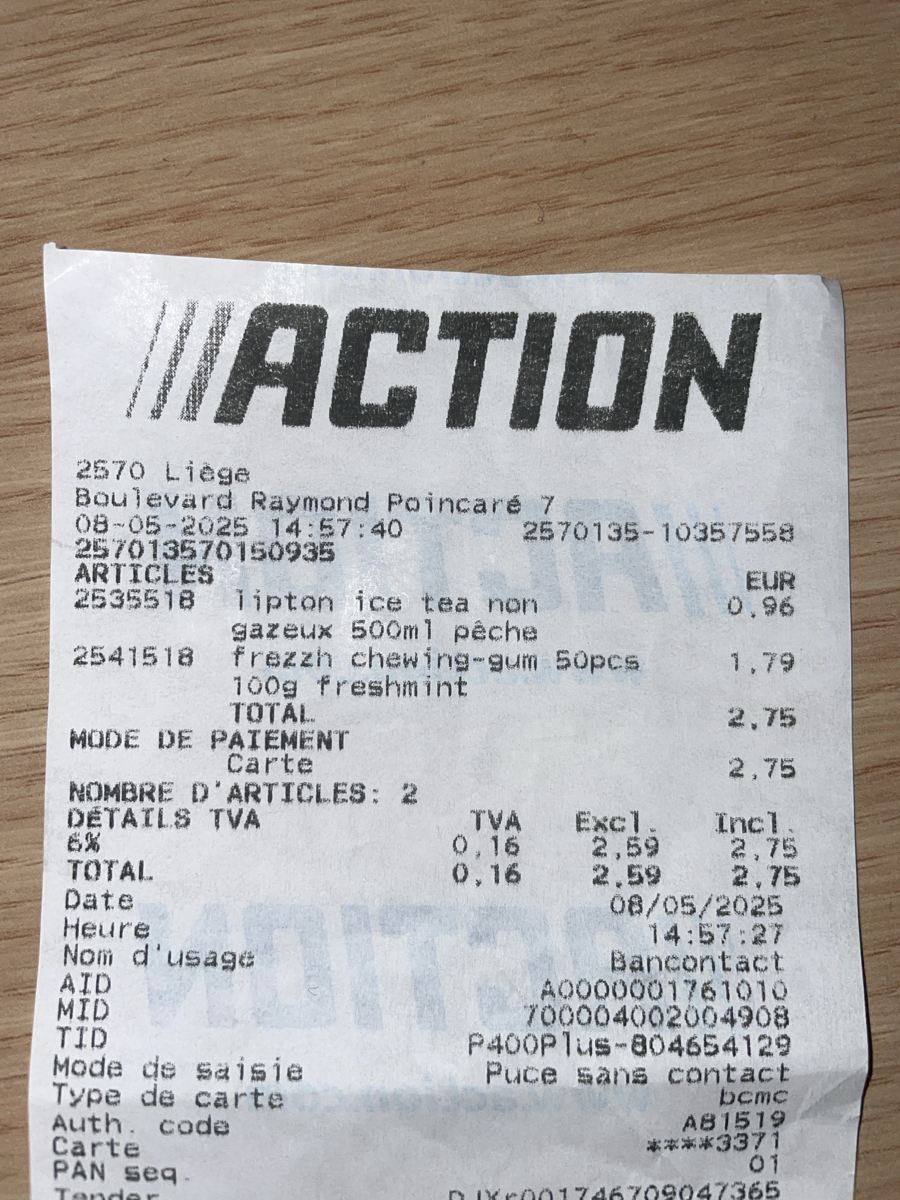 ACTION
2570 Liège
Boulevard Raymond Poincaré 7
08-05-2025 14:57:40 2570135-10357558
257013570150935
ARTICLES EUR
2535518 lipton ice tea non 0,96
gazeux 500ml pêche
2541518 frezzh chewing-gum 50pcs 1,79
100g freshmint
TOTAL 2,75
MODE DE PAIEMENT
Carte 2,75
NOMBRE D'ARTICLES: 2
DÉTAILS TVA TVA Excl. Incl.
6% 0,16 2,59 2,75
TOTAL 0,16 2,59 2,75
Date 08/05/2025
Heure 14:57:27
Nom d'usage Bancontact
AID A0000001761010
MID 700004002004908
TID P400Plus-804654129
Mode de saisie Puce sans contact
Type de carte bcmc
Auth. code A81519
Carte ****3371
PAN seq. 01
Tender